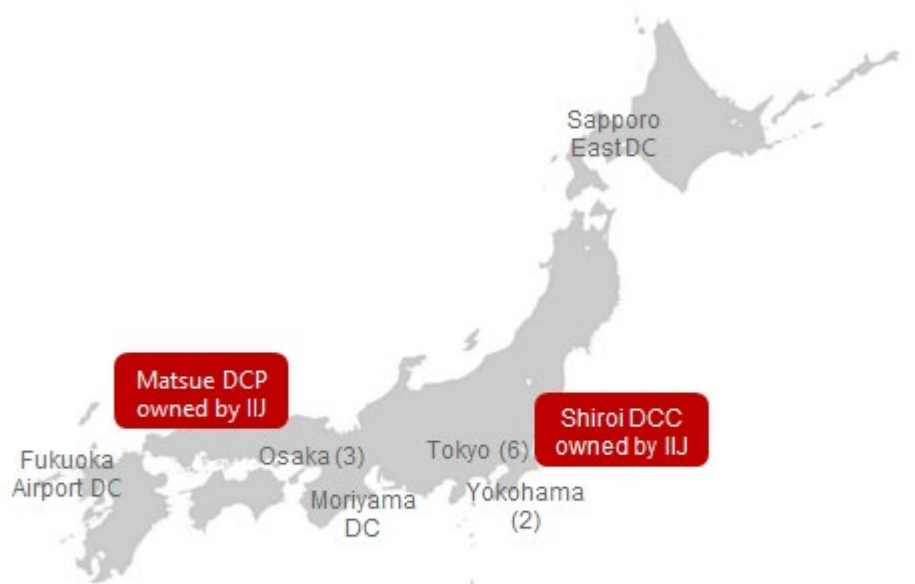 Sapporo
East DC
Matsue DCP
owned by IIJ
Shiroi DCC
owned by IIJ
Fukuoka
Airport DC
Osaka (3)
Moriyama
DC
Tokyo (6)
Yokohama
(2)